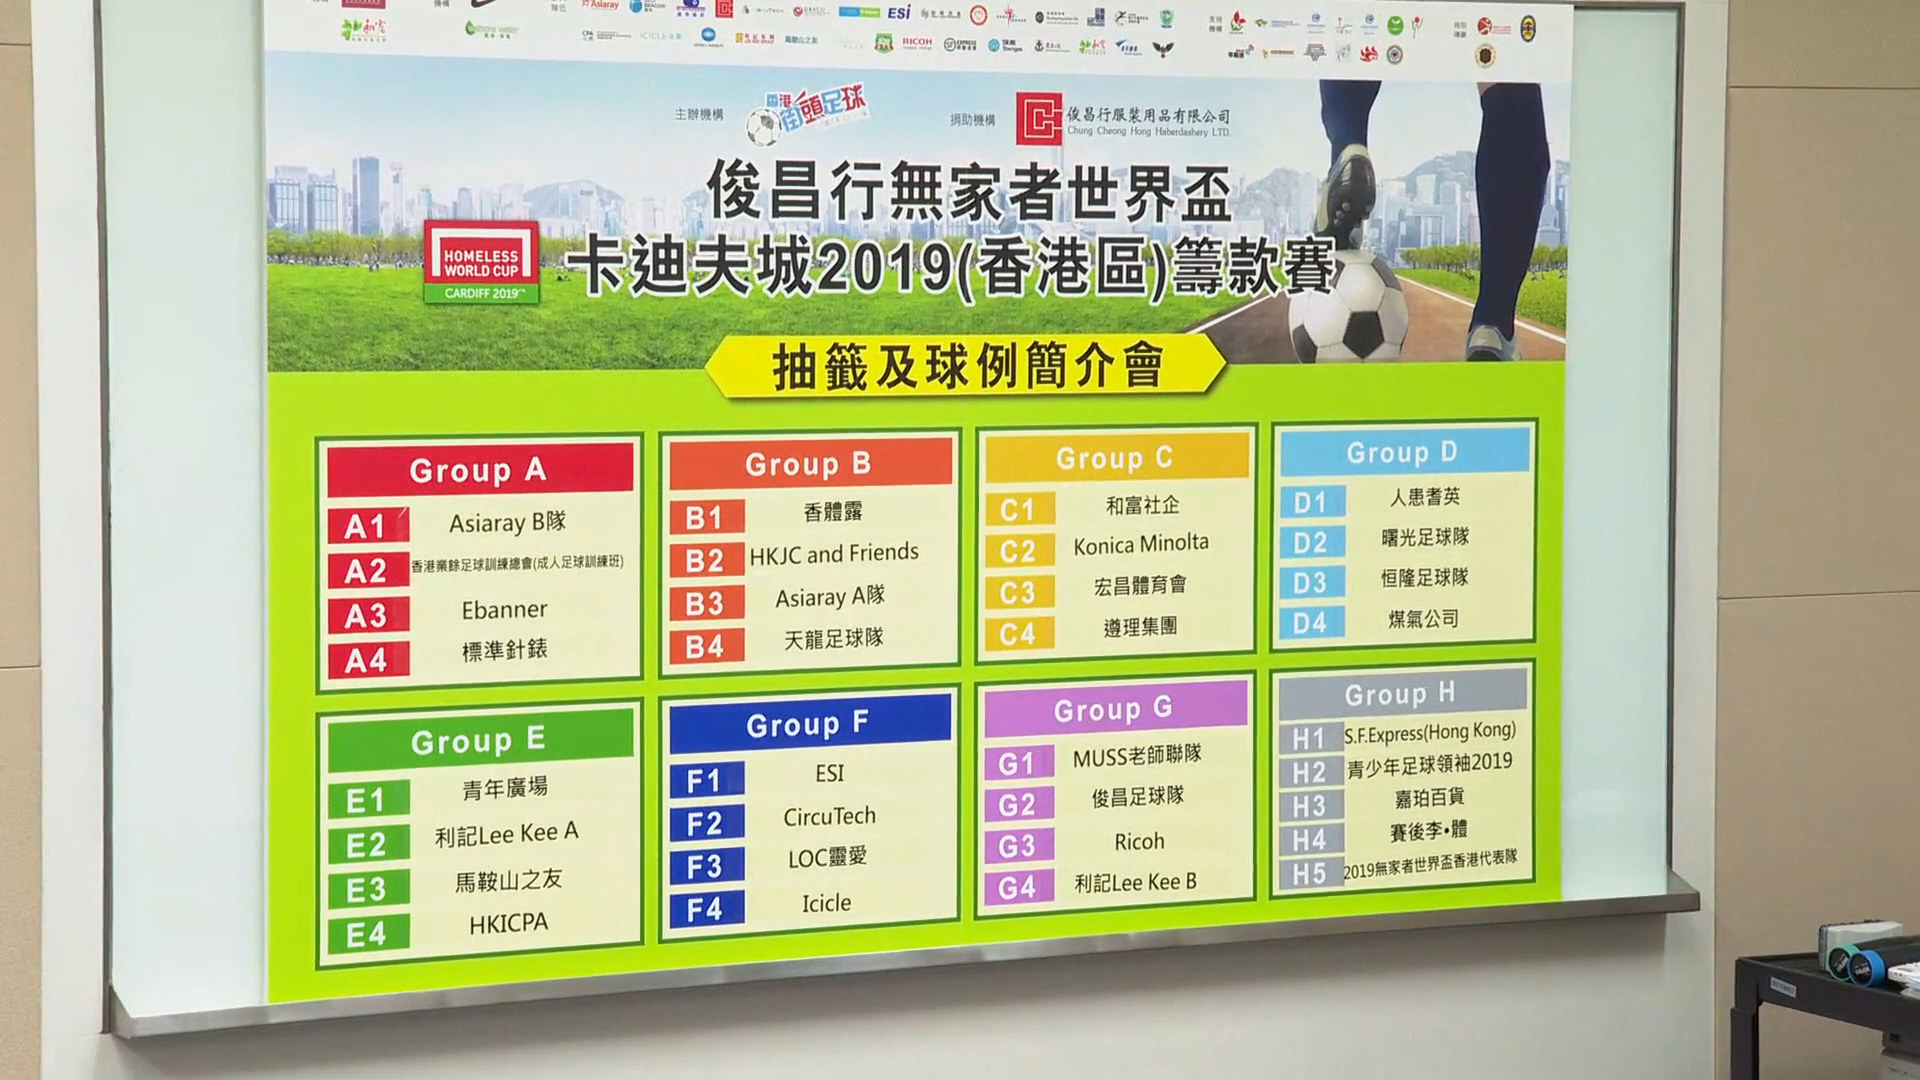 機構
隊伍
Asiaray
ESi
支持機構
RICOH
ICICLE
EXPRESS
主辦機構
香港街頭足球
捐助機構
俊昌行服裝用品有限公司
Chung Cheong Hong Haberdashery LTD.
俊昌行無家者世界盃
HOMELESS WORLD CUP
CARDIFF 2019
卡迪夫城2019(香港區)籌款賽
抽籤及球例簡介會
Group A
A1 Asiaray B隊
A2 香港業餘足球訓練總會(成人足球訓練班)
A3 Ebanner
A4 標準針錶
Group B
B1 香體露
B2 HKJC and Friends
B3 Asiaray A隊
B4 天龍足球隊
Group C
C1 和富社企
C2 Konica Minolta
C3 宏昌體育會
C4 遵理集團
Group D
D1 人患耆英
D2 曙光足球隊
D3 恒隆足球隊
D4 煤氣公司
Group E
E1 青年廣場
E2 利記Lee Kee A
E3 馬鞍山之友
E4 HKICPA
Group F
F1 ESI
F2 CircuTech
F3 LOC靈愛
F4 Icicle
Group G
G1 MUSS老師聯隊
G2 俊昌足球隊
G3 Ricoh
G4 利記Lee Kee B
Group H
H1 S.F.Express(Hong Kong)
H2 青少年足球領袖2019
H3 嘉珀百貨
H4 賽後李•體
H5 2019無家者世界盃香港代表隊